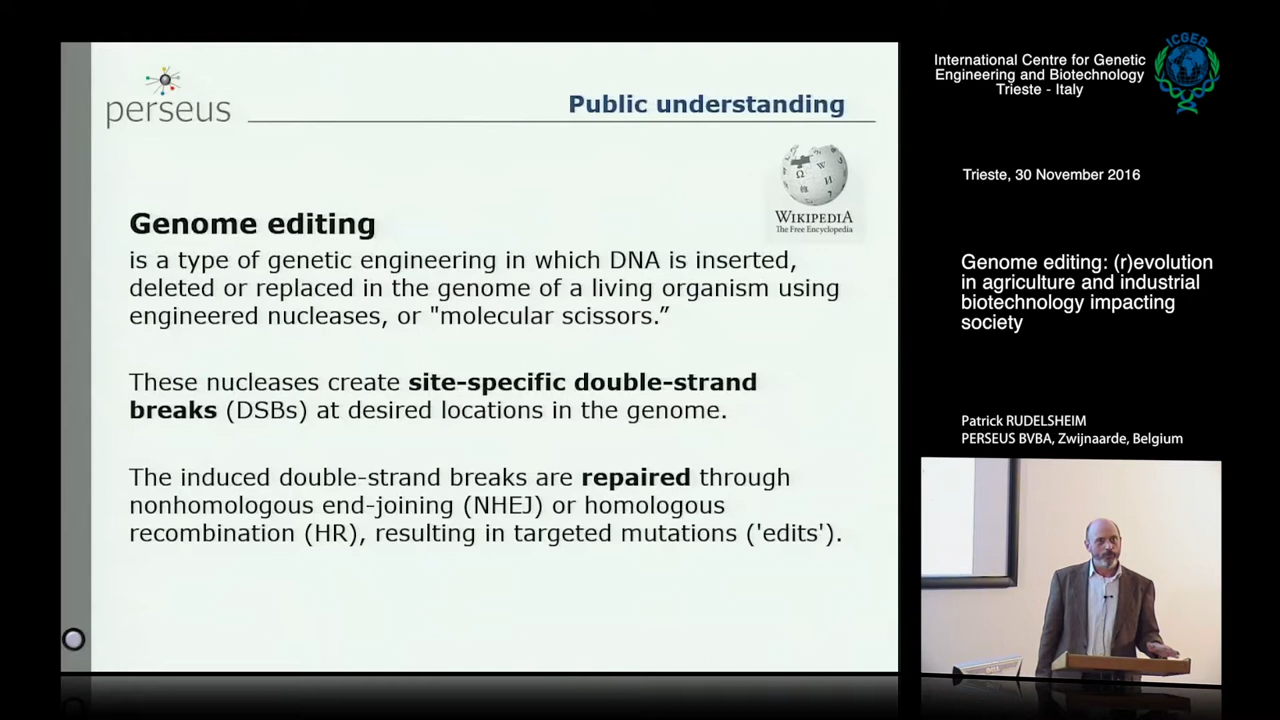 perseus
Public understanding
WIKIPEDIA
The Free Encyclopedia
Genome editing
is a type of genetic engineering in which DNA is inserted,
deleted or replaced in the genome of a living organism using
engineered nucleases, or "molecular scissors.”
These nucleases create site-specific double-strand
breaks (DSBs) at desired locations in the genome.
The induced double-strand breaks are repaired through
nonhomologous end-joining (NHEJ) or homologous
recombination (HR), resulting in targeted mutations ('edits').
International Centre for Genetic
Engineering and Biotechnology
Trieste - Italy
ICGEB
Trieste, 30 November 2016
Genome editing: (r)evolution
in agriculture and industrial
biotechnology impacting
society
Patrick RUDELSHEIM
PERSEUS BVBA, Zwijnaarde, Belgium